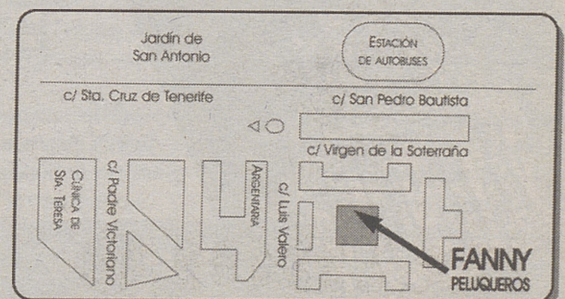 Jardín de
San Antonio
ESTACIÓN
DE AUTOBUSES
c/ Sta. Cruz de Tenerife
c/ San Pedro Bautista
c/ Virgen de la Soterraña
CLÍNICA DE
STA. TERESA
c/ Padre Victoriano
ARGENTARIA
c/ Luis Valero
FANNY
PELUQUEROS